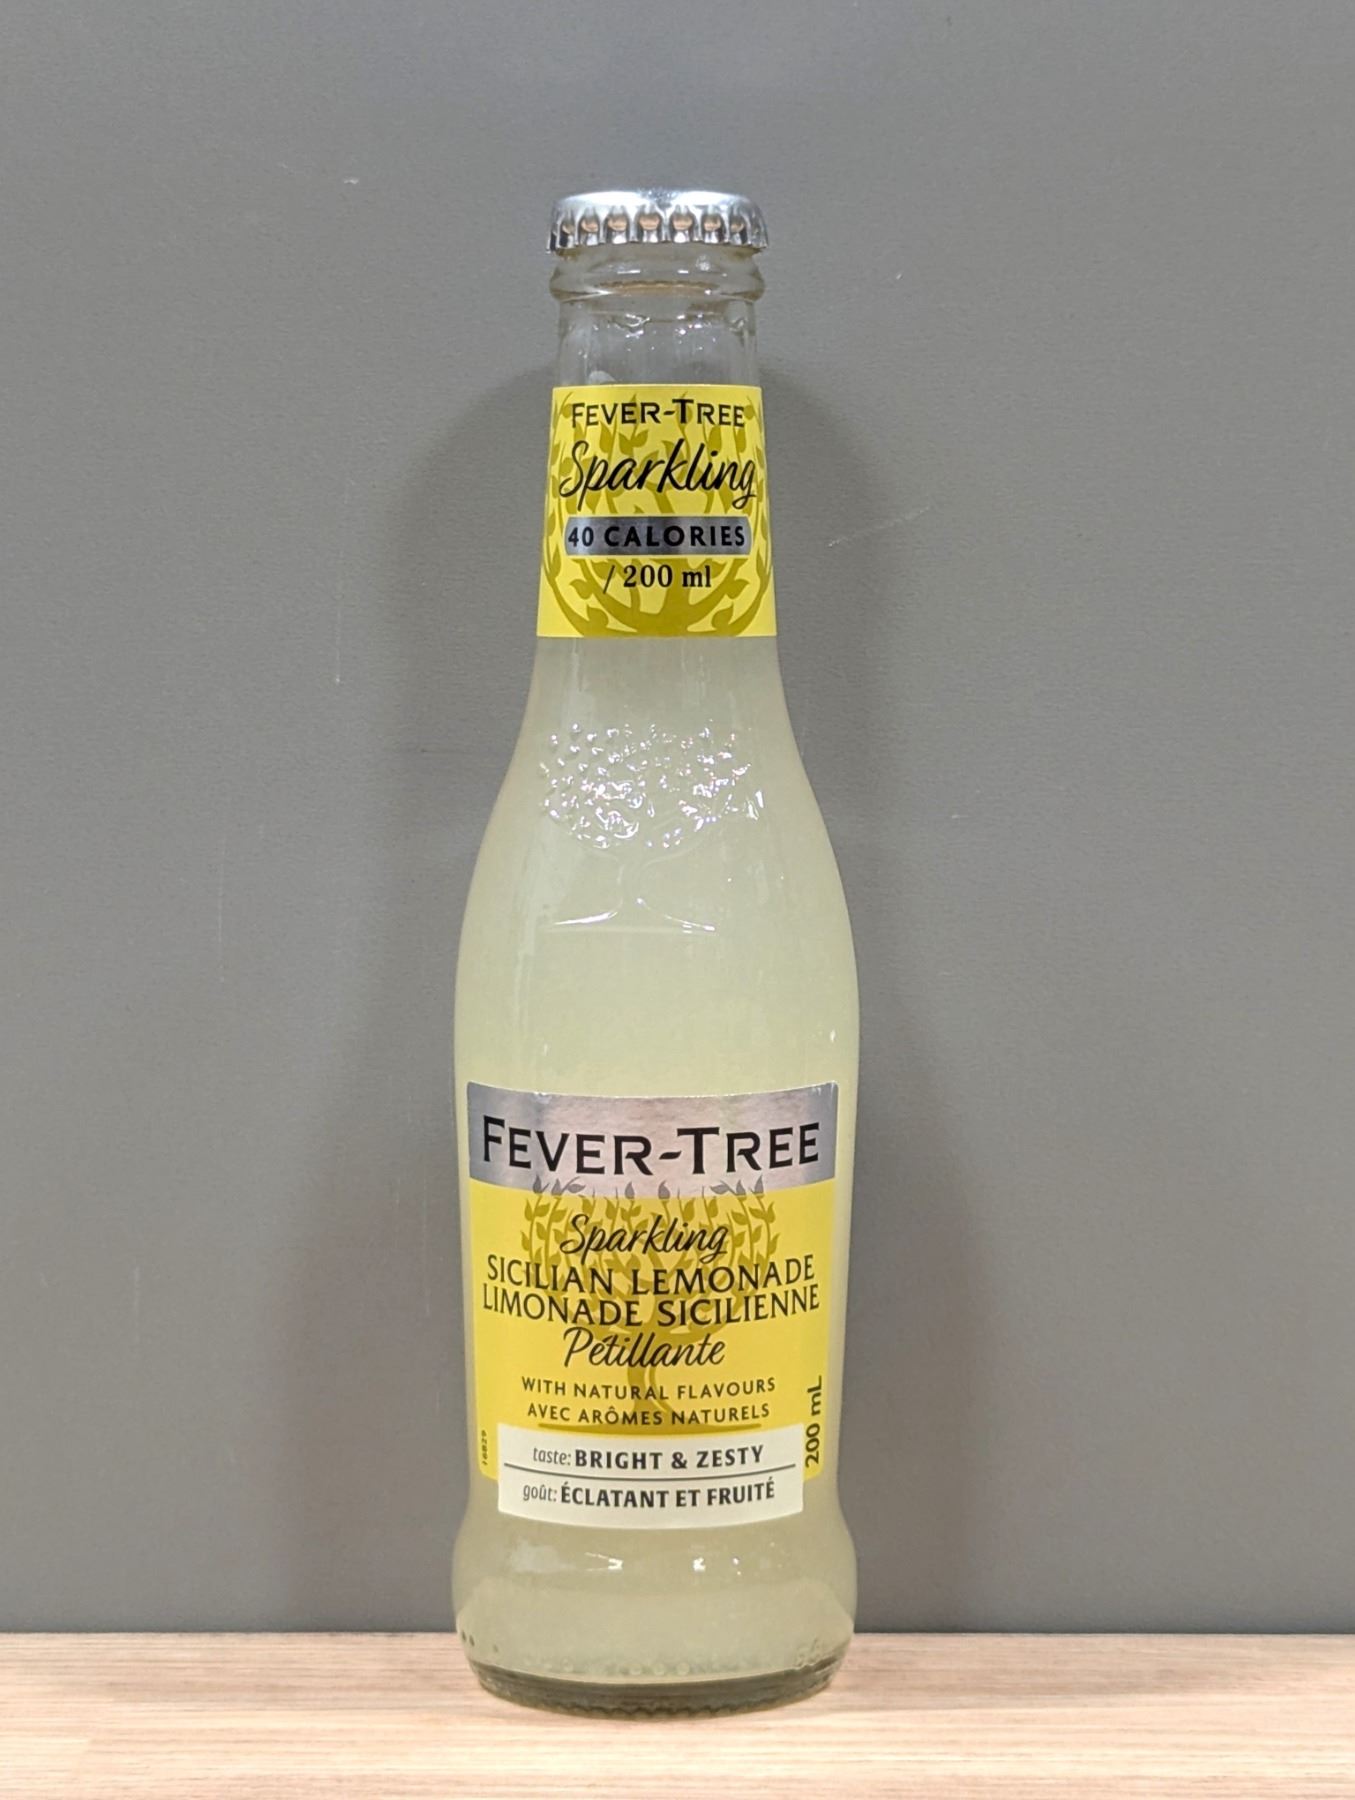 FEVER-TREE
Sparkling
40 CALORIES
/ 200 ml
FEVER-TREE
Sparkling
SICILIAN LEMONADE
LIMONADE SICILIENNE
Pétillante
WITH NATURAL FLAVOURS
AVEC ARÔMES NATURELS
200 mL
taste: BRIGHT & ZESTY
goût: ÉCLATANT ET FRUITÉ